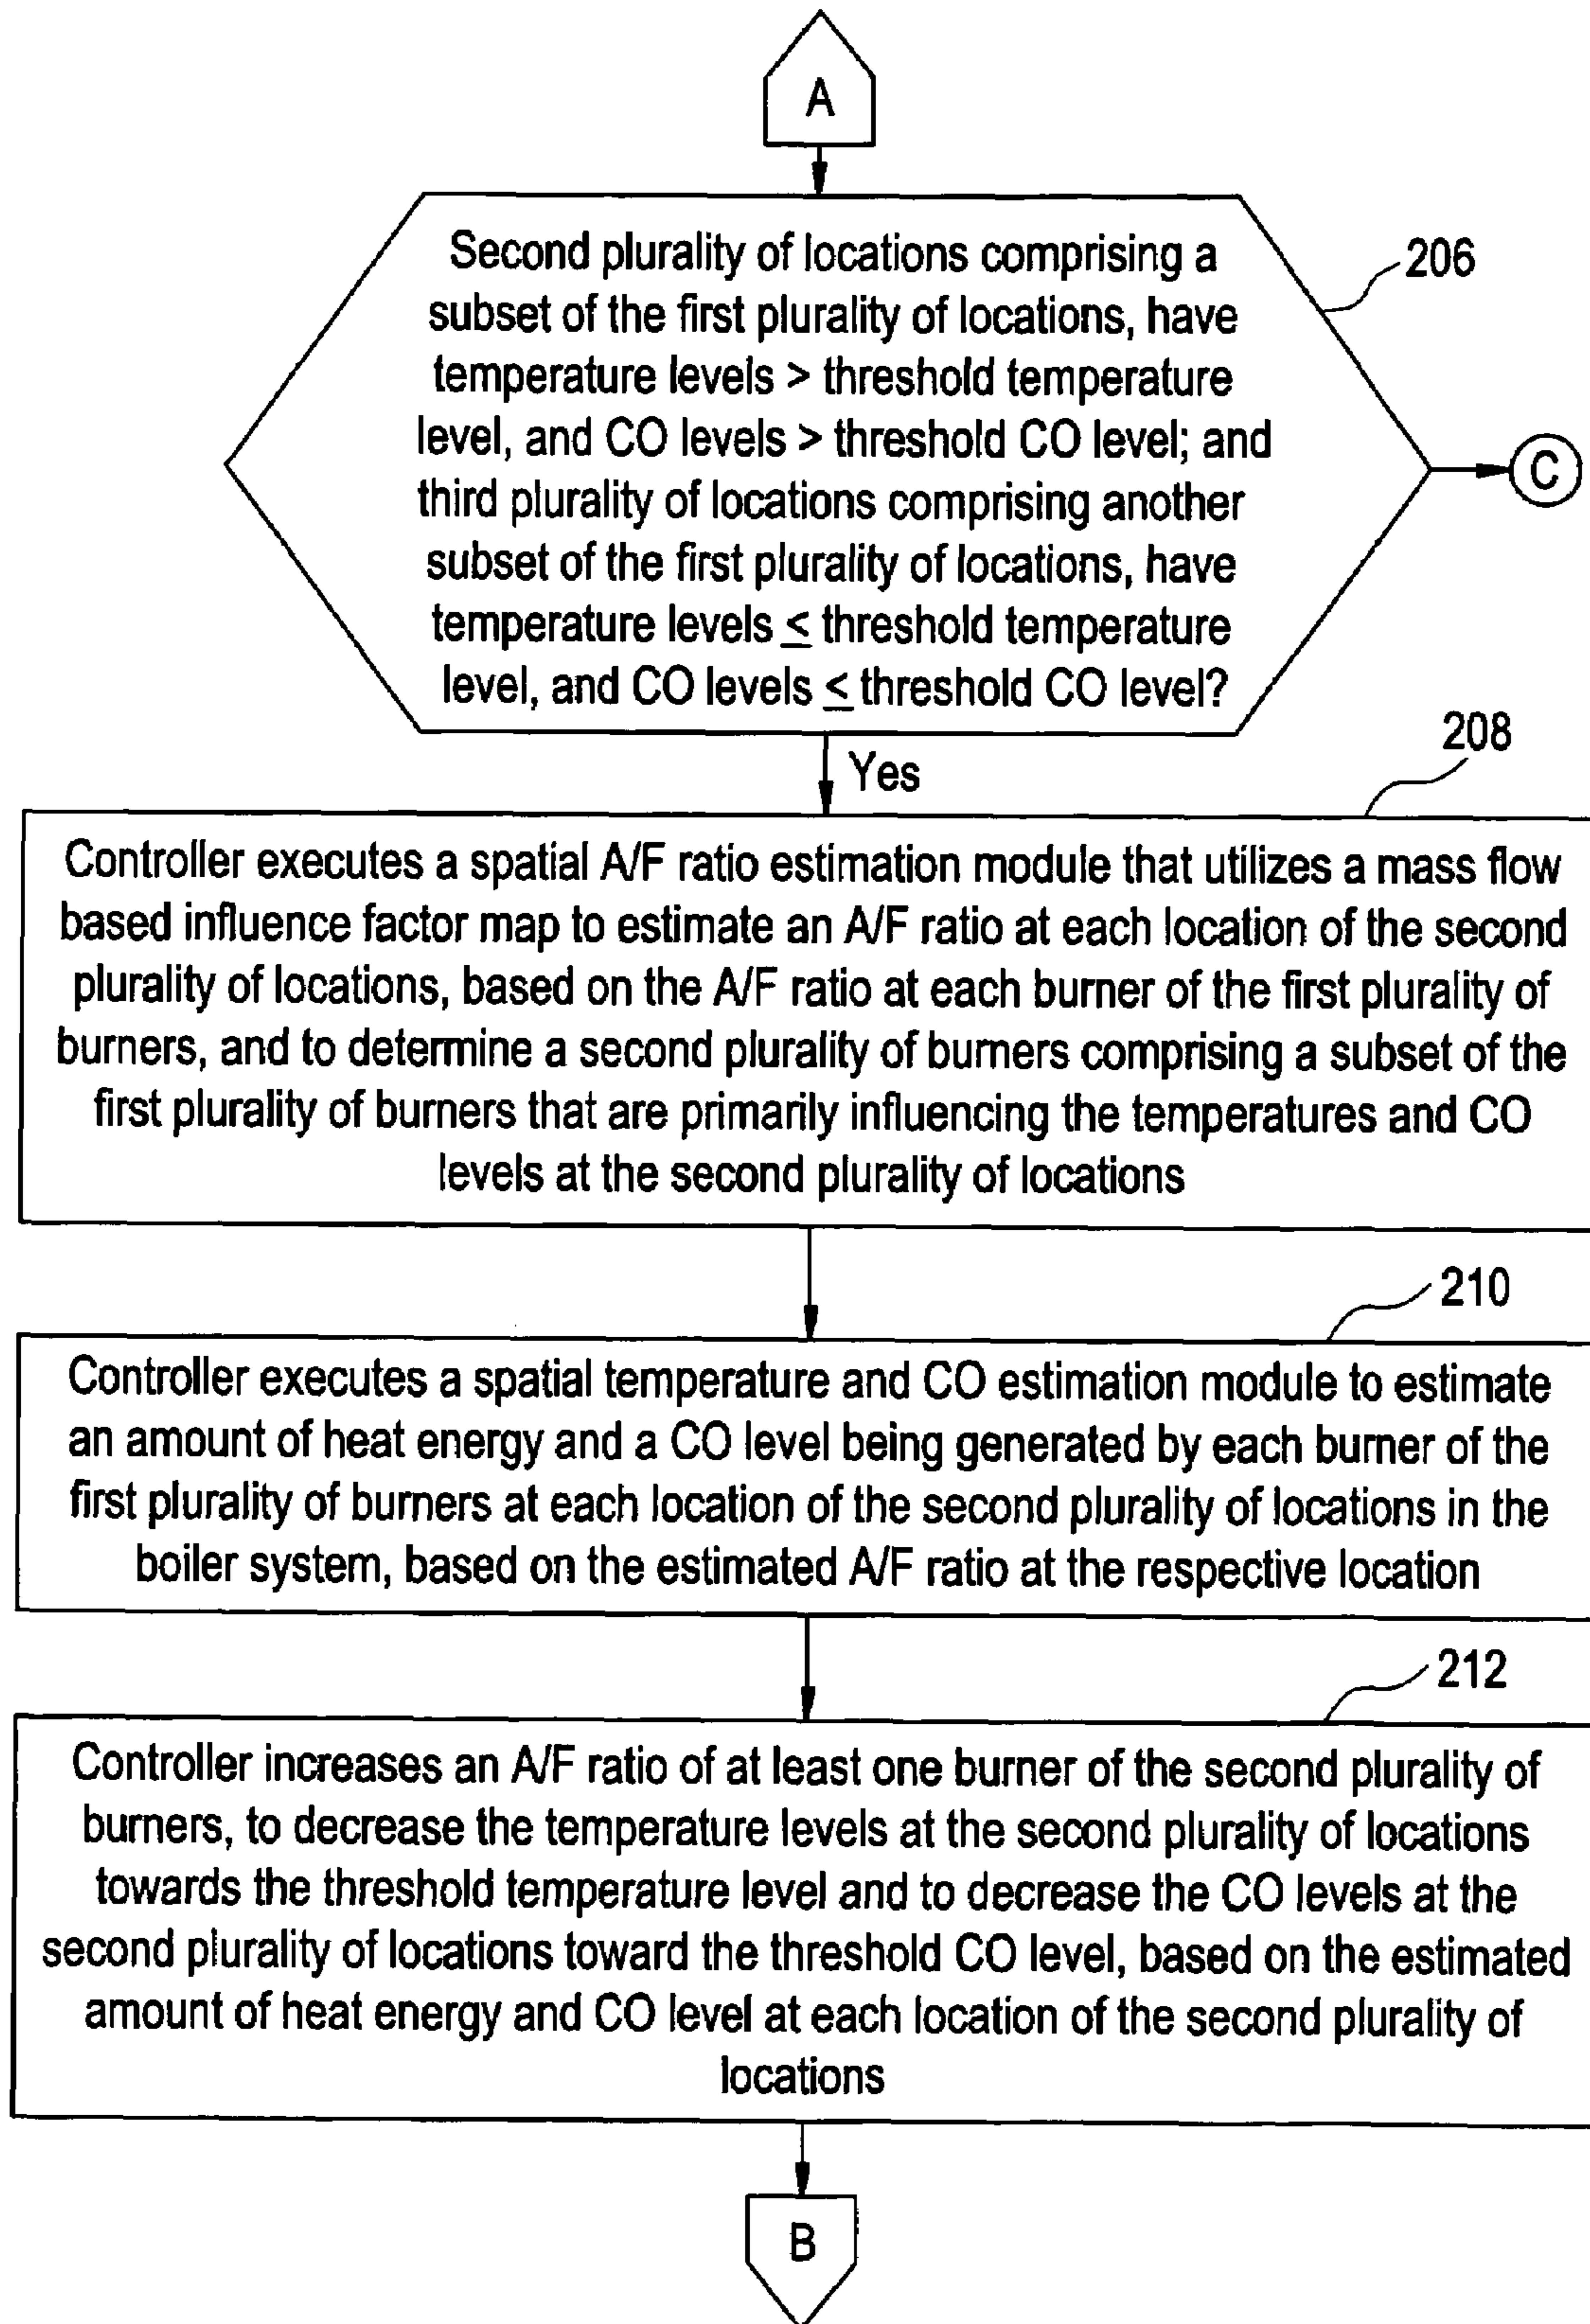 A
Second plurality of locations comprising a
subset of the first plurality of locations, have
temperature levels > threshold temperature
level, and CO levels > threshold CO level; and
third plurality of locations comprising another
subset of the first plurality of locations, have
temperature levels ≤ threshold temperature
level, and CO levels ≤ threshold CO level?
206
C
Yes
208
Controller executes a spatial A/F ratio estimation module that utilizes a mass flow
based influence factor map to estimate an A/F ratio at each location of the second
plurality of locations, based on the A/F ratio at each burner of the first plurality of
burners, and to determine a second plurality of burners comprising a subset of the
first plurality of burners that are primarily influencing the temperatures and CO
levels at the second plurality of locations
210
Controller executes a spatial temperature and CO estimation module to estimate
an amount of heat energy and a CO level being generated by each burner of the
first plurality of burners at each location of the second plurality of locations in the
boiler system, based on the estimated A/F ratio at the respective location
212
Controller increases an A/F ratio of at least one burner of the second plurality of
burners, to decrease the temperature levels at the second plurality of locations
towards the threshold temperature level and to decrease the CO levels at the
second plurality of locations toward the threshold CO level, based on the estimated
amount of heat energy and CO level at each location of the second plurality of
locations
B